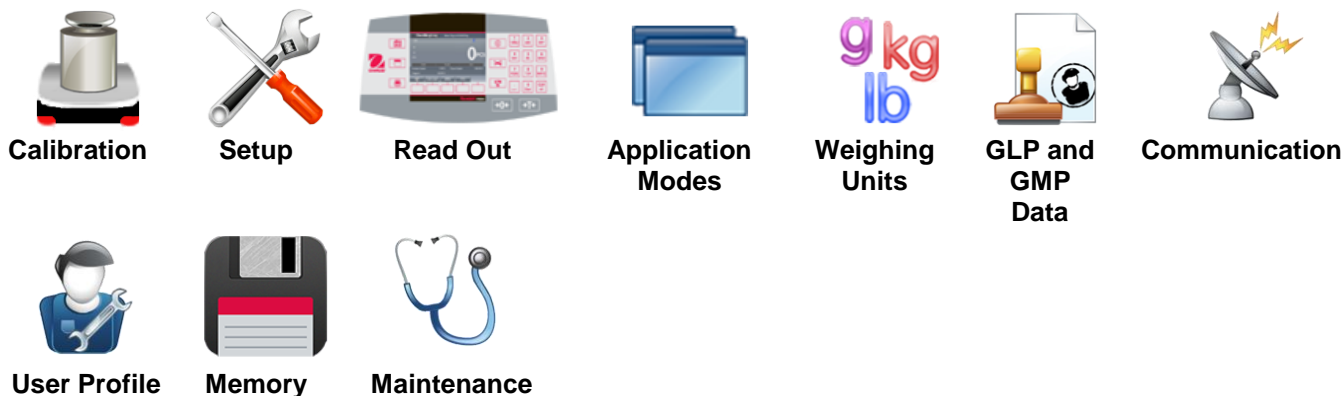 g kg
lb
Calibration Setup Read Out Application Weighing GLP and Communication
Modes Units GMP
Data
User Profile Memory Maintenance